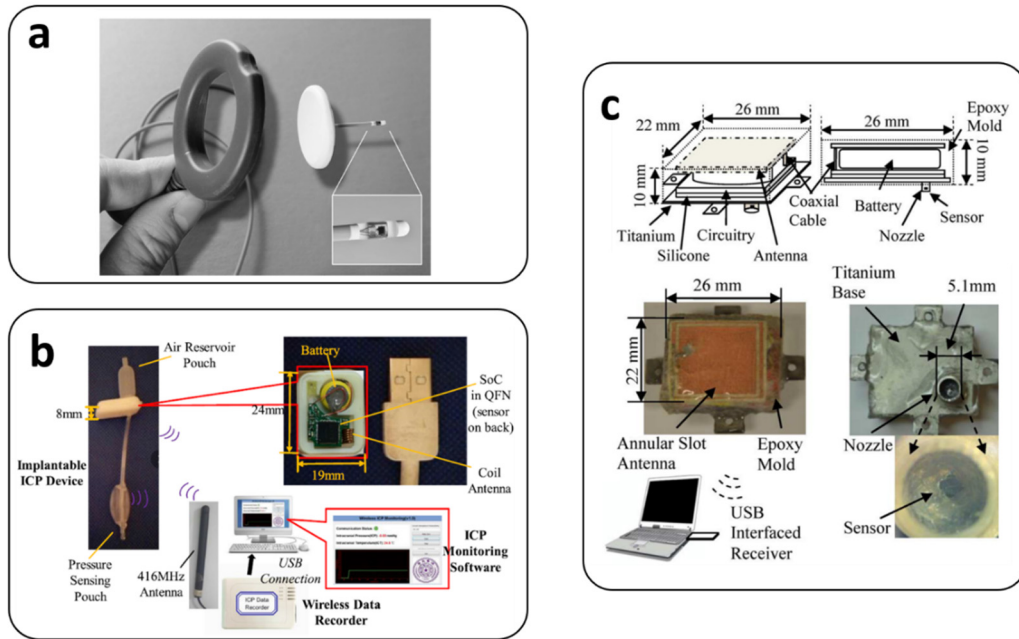 a
b
Air Reservoir
Pouch
8mm
Implantable
ICP Device
Pressure
Sensing
Pouch
Battery
24mm
19mm
SoC
in QFN
(sensor
on back)
Coil
Antenna
416MHz
Antenna
USB
Connection
ICP Data
Recorder
Wireless Data
Recorder
Communication Status:
ICP
Monitoring
Software
c
26 mm
22 mm
10 mm
Titanium
Silicone
Circuitry
Antenna
Coaxial
Cable
26 mm
Epoxy
Mold
10 mm
Battery
Nozzle
Sensor
26 mm
22 mm
Annular Slot
Antenna
Epoxy
Mold
Titanium
Base
5.1mm
Nozzle
Sensor
USB
Interfaced
Receiver